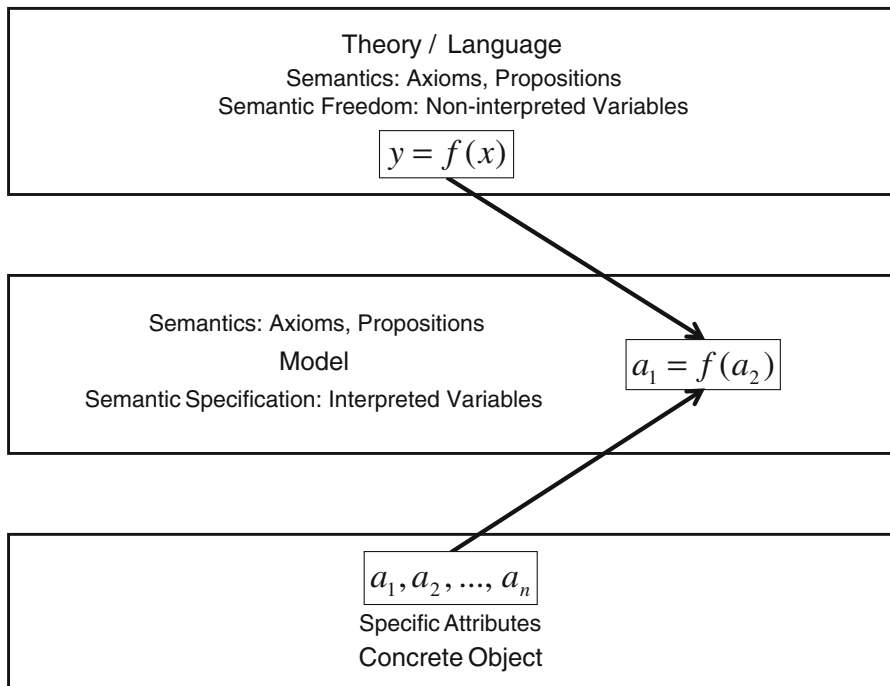 Theory / Language
Semantics: Axioms, Propositions
Semantic Freedom: Non-interpreted Variables
y = f(x)
Semantics: Axioms, Propositions
Model
Semantic Specification: Interpreted Variables
a₁ = f(a₂)
a₁, a₂, ..., aₙ
Specific Attributes
Concrete Object